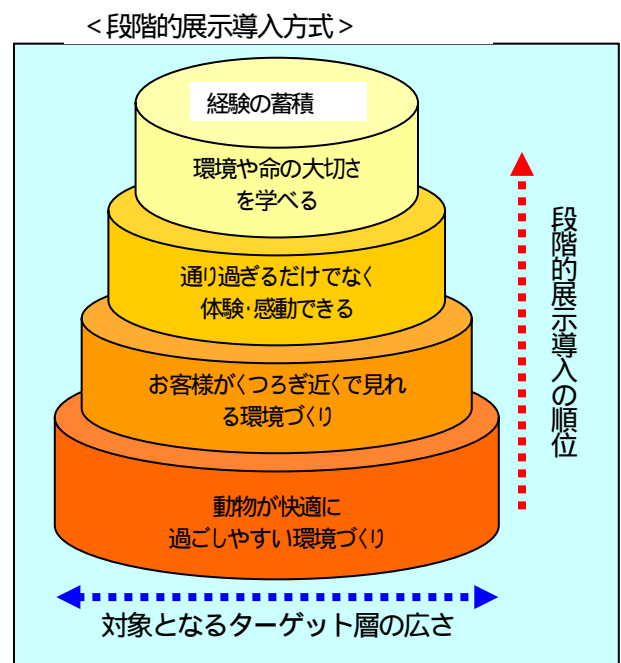 <段階的展示導入方式>
経験の蓄積
環境や命の大切さ
を学べる
通り過ぎるだけでなく
体験･感動できる
お客様がくつろぎ近くで見れ
る環境づくり
動物が快適に
過ごしやすい環境づくり
段階的展示導入の順位
対象となるターゲット層の広さ